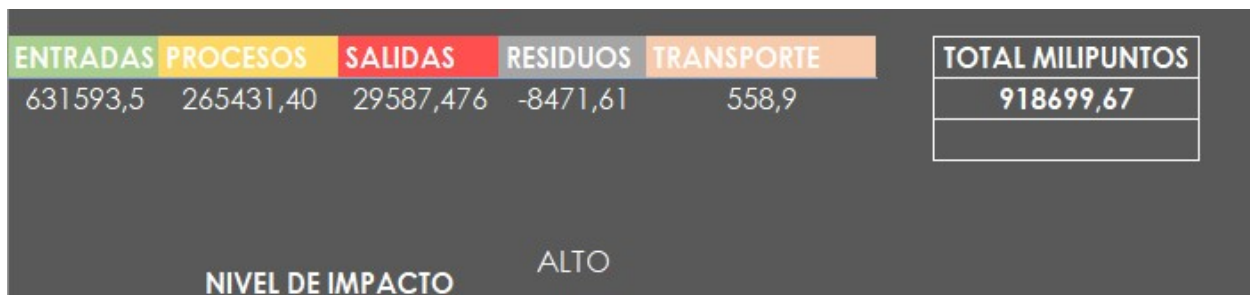 ENTRADAS PROCESOS SALIDAS RESIDUOS TRANSPORTE TOTAL MILIPUNTOS
631593,5 265431,40 29587,476 -8471,61 558,9 918699,67
ALTO
NIVEL DE IMPACTO